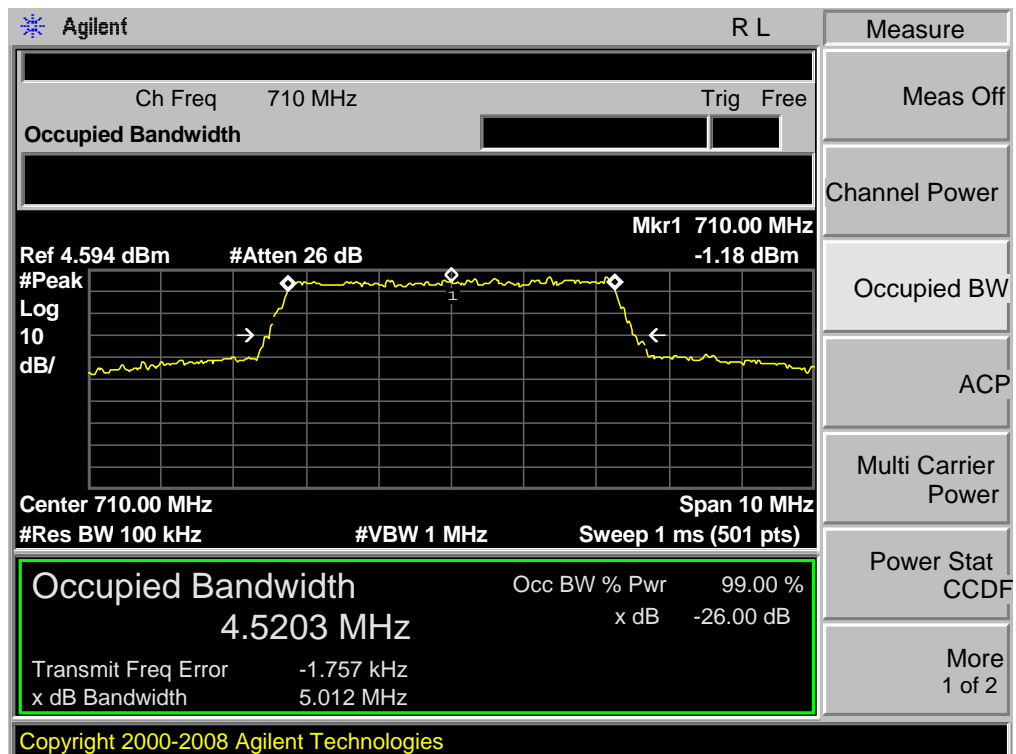 Agilent
R L
Measure
Ch Freq 710 MHz Trig Free
Occupied Bandwidth
Meas Off
Channel Power
Mkr1 710.00 MHz
Ref 4.594 dBm #Atten 26 dB -1.18 dBm
#Peak
Log
10
dB/
1
Occupied BW
ACP
Multi Carrier
Power
Center 710.00 MHz Span 10 MHz
#Res BW 100 kHz #VBW 1 MHz Sweep 1 ms (501 pts)
Occupied Bandwidth Occ BW % Pwr 99.00 %
4.5203 MHz x dB -26.00 dB
Transmit Freq Error -1.757 kHz
x dB Bandwidth 5.012 MHz
Power Stat
CCDF
More
1 of 2
Copyright 2000-2008 Agilent Technologies